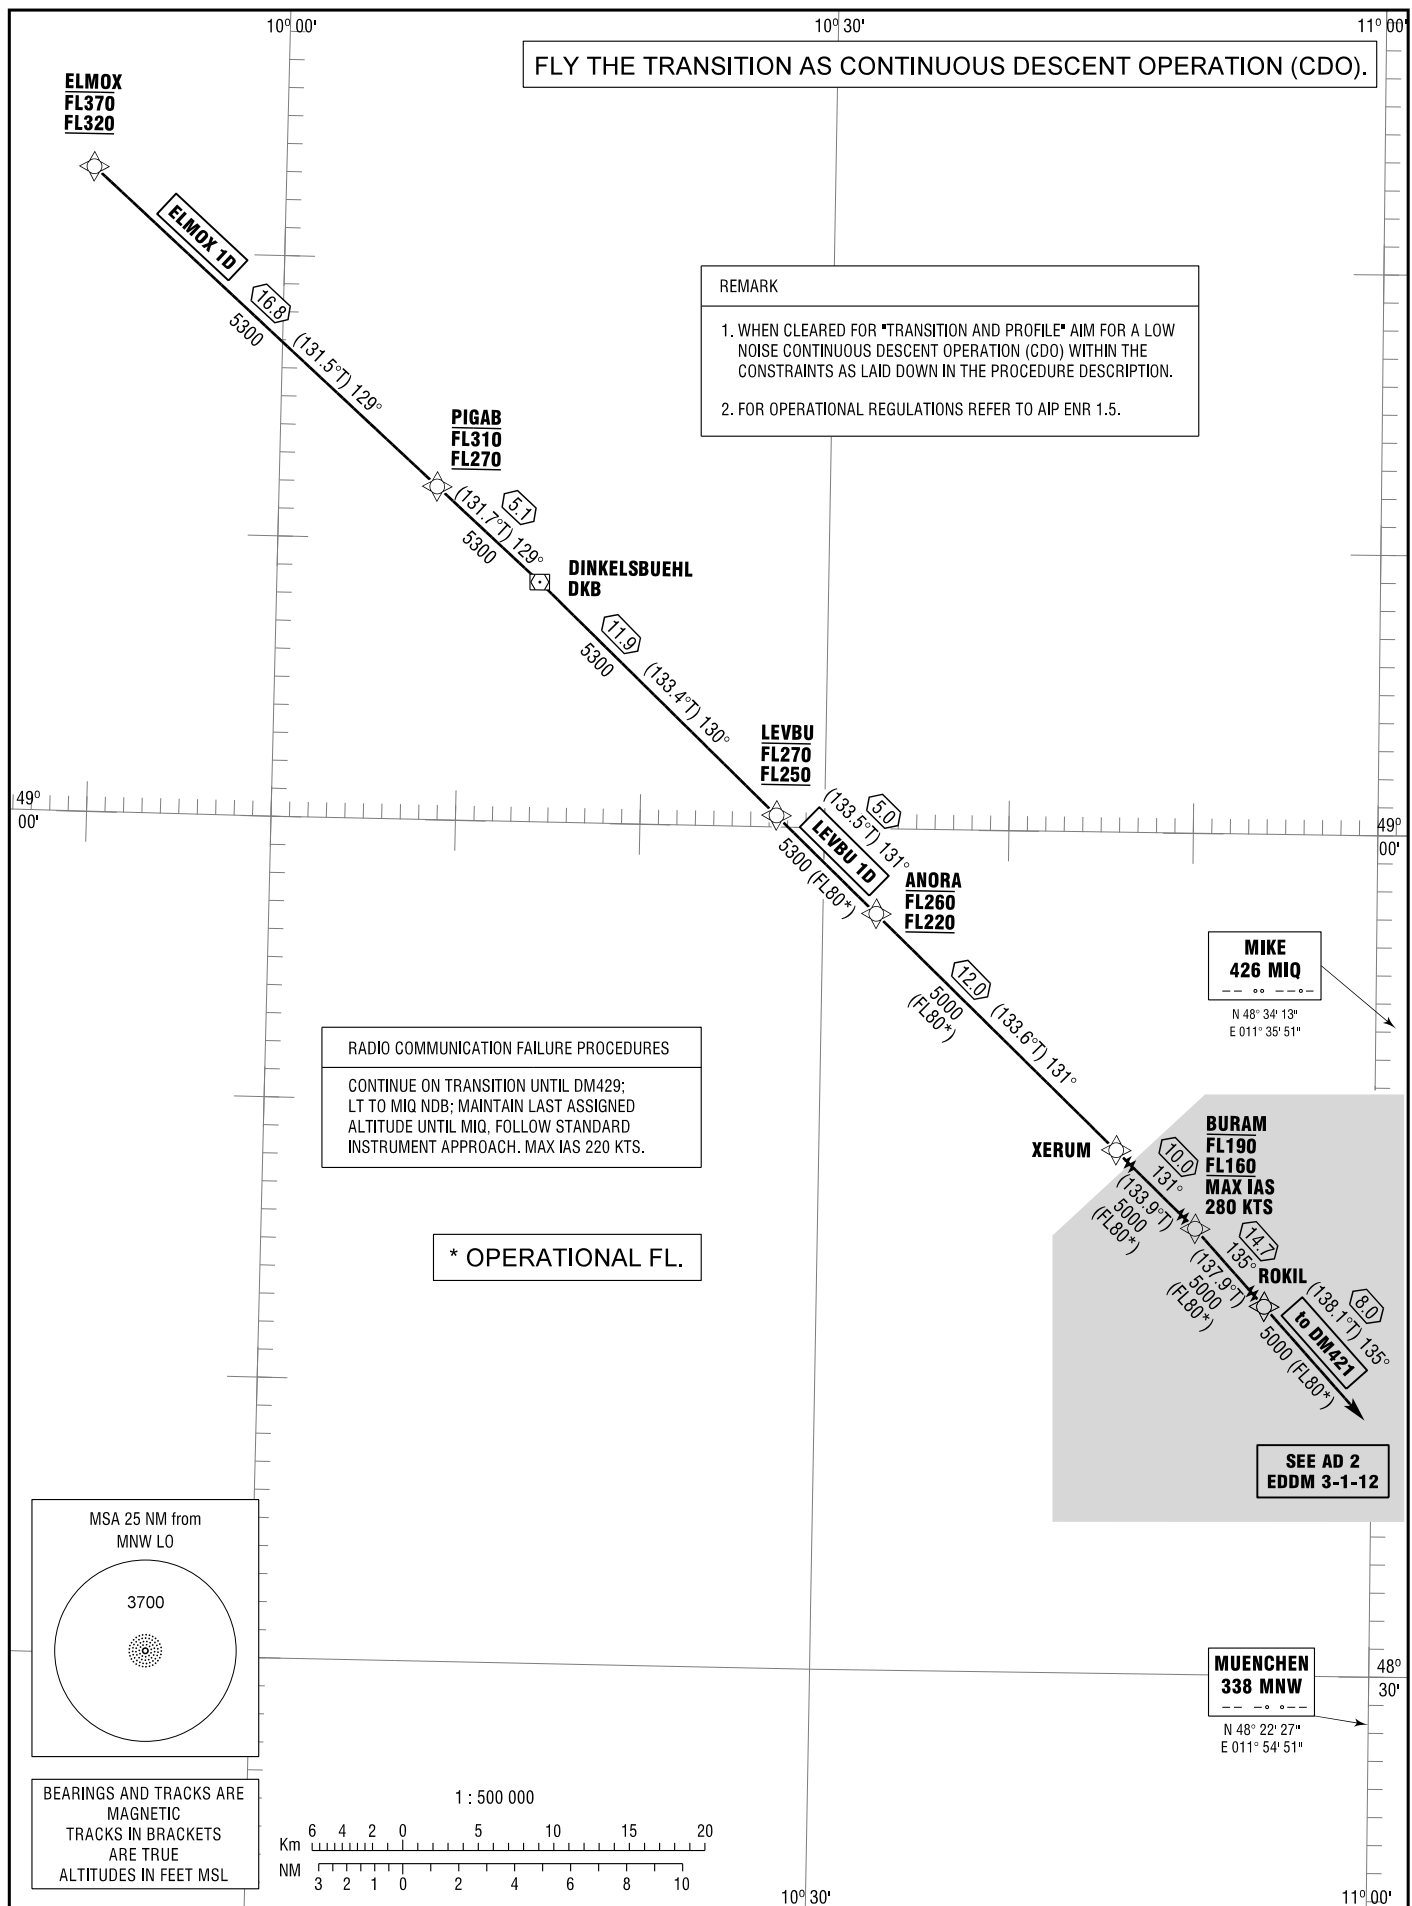 10° 00'
10° 30'
11° 00'
FLY THE TRANSITION AS CONTINUOUS DESCENT OPERATION (CDO).
ELMOX
FL370
FL320
ELMOX 1D
16.8
5300
(131.5°T) 129°
REMARK
1. WHEN CLEARED FOR "TRANSITION AND PROFILE" AIM FOR A LOW
NOISE CONTINUOUS DESCENT OPERATION (CDO) WITHIN THE
CONSTRAINTS AS LAID DOWN IN THE PROCEDURE DESCRIPTION.
2. FOR OPERATIONAL REGULATIONS REFER TO AIP ENR 1.5.
PIGAB
FL310
FL270
5.1
(131.7°T) 129°
5300
DINKELSBUEHL
DKB
11.9
5300
(133.4°T) 130°
LEVBU
FL270
FL250
49°
00'
5.0
(133.5°T) 131°
LEVBU 1D
5300 (FL80*)
49°
00'
ANORA
FL260
FL220
MIKE
426 MIQ
N 48° 34' 13"
E 011° 35' 51"
12.0
5000
(FL80*)
(133.6°T) 131°
RADIO COMMUNICATION FAILURE PROCEDURES
CONTINUE ON TRANSITION UNTIL DM429;
LT TO MIQ NDB; MAINTAIN LAST ASSIGNED
ALTITUDE UNTIL MIQ, FOLLOW STANDARD
INSTRUMENT APPROACH. MAX IAS 220 KTS.
XERUM
BURAM
FL190
FL160
MAX IAS
280 KTS
10.0
131°
(133.9°T)
5000
(FL80*)
* OPERATIONAL FL.
14.7
135°
(137.9°T)
5000
(FL80*)
ROKIL
8.0
(138.1°T) 135°
to DM421
5000 (FL80*)
SEE AD 2
EDDM 3-1-12
MSA 25 NM from
MNW LO
3700
MUENCHEN
338 MNW
N 48° 22' 27"
E 011° 54' 51"
48°
30'
BEARINGS AND TRACKS ARE
MAGNETIC
TRACKS IN BRACKETS
ARE TRUE
ALTITUDES IN FEET MSL
1 : 500 000
Km 6 4 2 0 5 10 15 20
NM 3 2 1 0 2 4 6 8 10
10° 30'
11° 00'